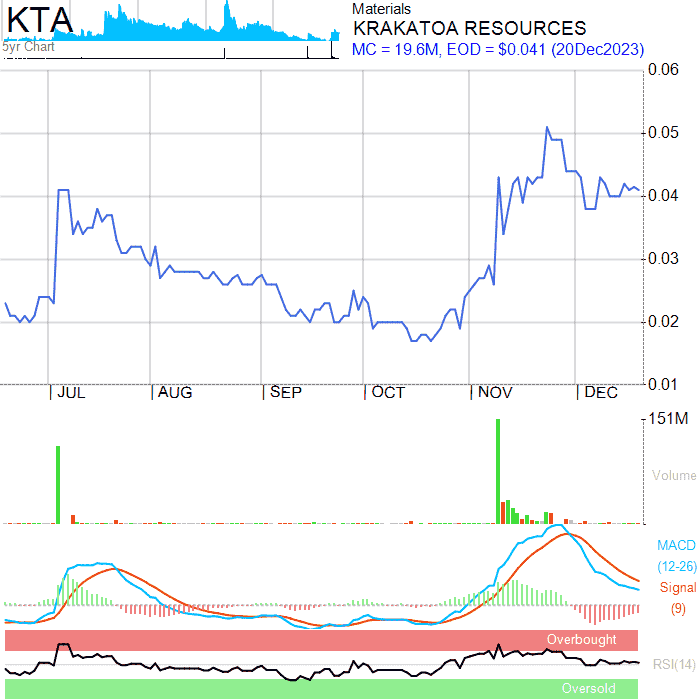 KTA
5yr Chart
Materials
KRAKATOA RESOURCES
MC = 19.6M, EOD = $0.041 (20Dec2023)
0.06
0.05
0.04
0.03
0.02
0.01
JUL AUG SEP OCT NOV DEC
151M
Volume
MACD
(12-26)
Signal
(9)
Overbought
RSI(14)
Oversold